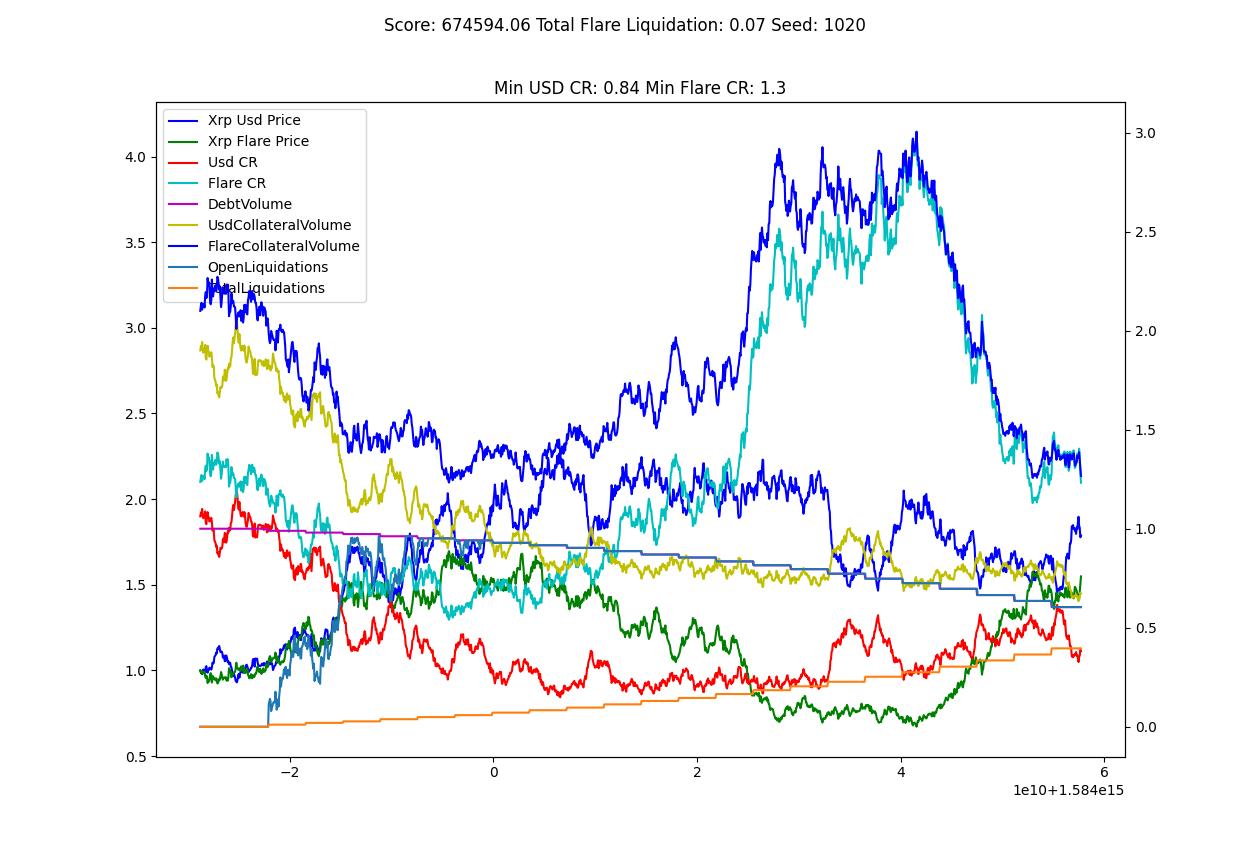 Score: 674594.06 Total Flare Liquidation: 0.07 Seed: 1020
Min USD CR: 0.84 Min Flare CR: 1.3
Xrp Usd Price
Xrp Flare Price
Usd CR
Flare CR
DebtVolume
UsdCollateralVolume
FlareCollateralVolume
OpenLiquidations
TotalLiquidations
4.0
3.5
3.0
2.5
2.0
1.5
1.0
0.5
3.0
2.5
2.0
1.5
1.0
0.5
0.0
−2 0 2 4 6
1e10+1.584e15